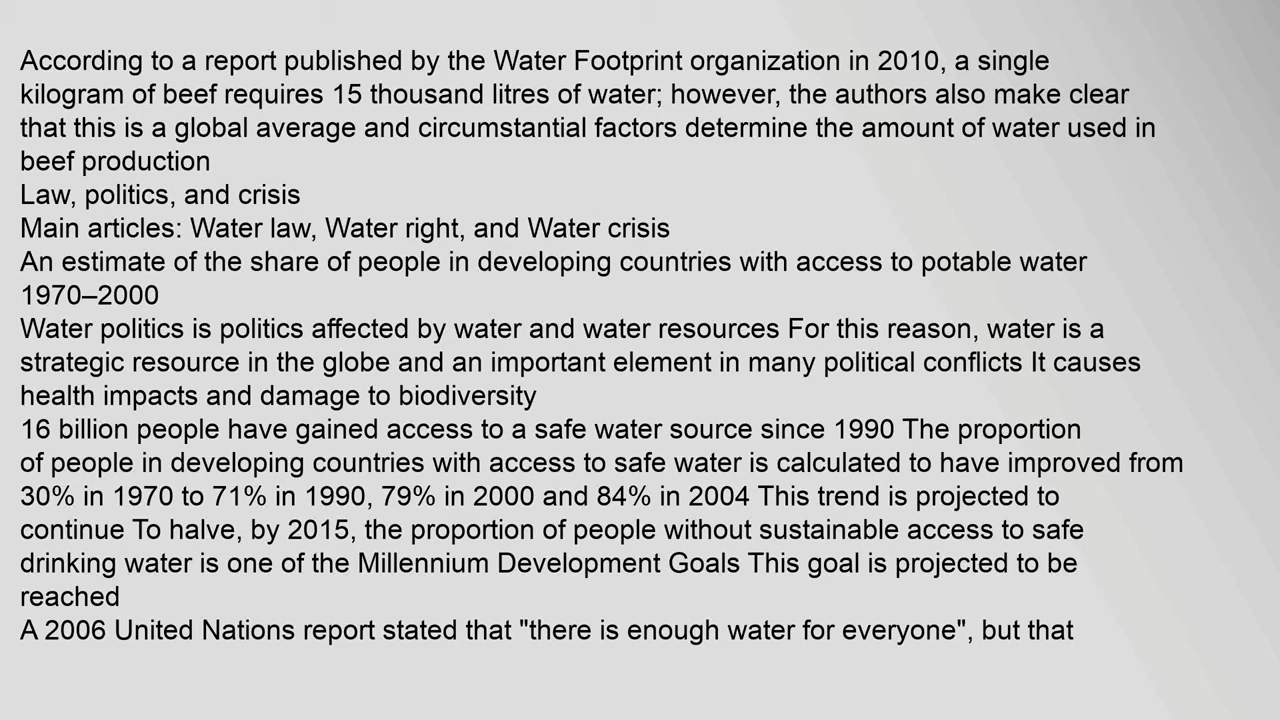 According to a report published by the Water Footprint organization in 2010, a single
kilogram of beef requires 15 thousand litres of water; however, the authors also make clear
that this is a global average and circumstantial factors determine the amount of water used in
beef production
Law, politics, and crisis
Main articles: Water law, Water right, and Water crisis
An estimate of the share of people in developing countries with access to potable water
1970–2000
Water politics is politics affected by water and water resources For this reason, water is a
strategic resource in the globe and an important element in many political conflicts It causes
health impacts and damage to biodiversity
16 billion people have gained access to a safe water source since 1990 The proportion
of people in developing countries with access to safe water is calculated to have improved from
30% in 1970 to 71% in 1990, 79% in 2000 and 84% in 2004 This trend is projected to
continue To halve, by 2015, the proportion of people without sustainable access to safe
drinking water is one of the Millennium Development Goals This goal is projected to be
reached
A 2006 United Nations report stated that "there is enough water for everyone", but that